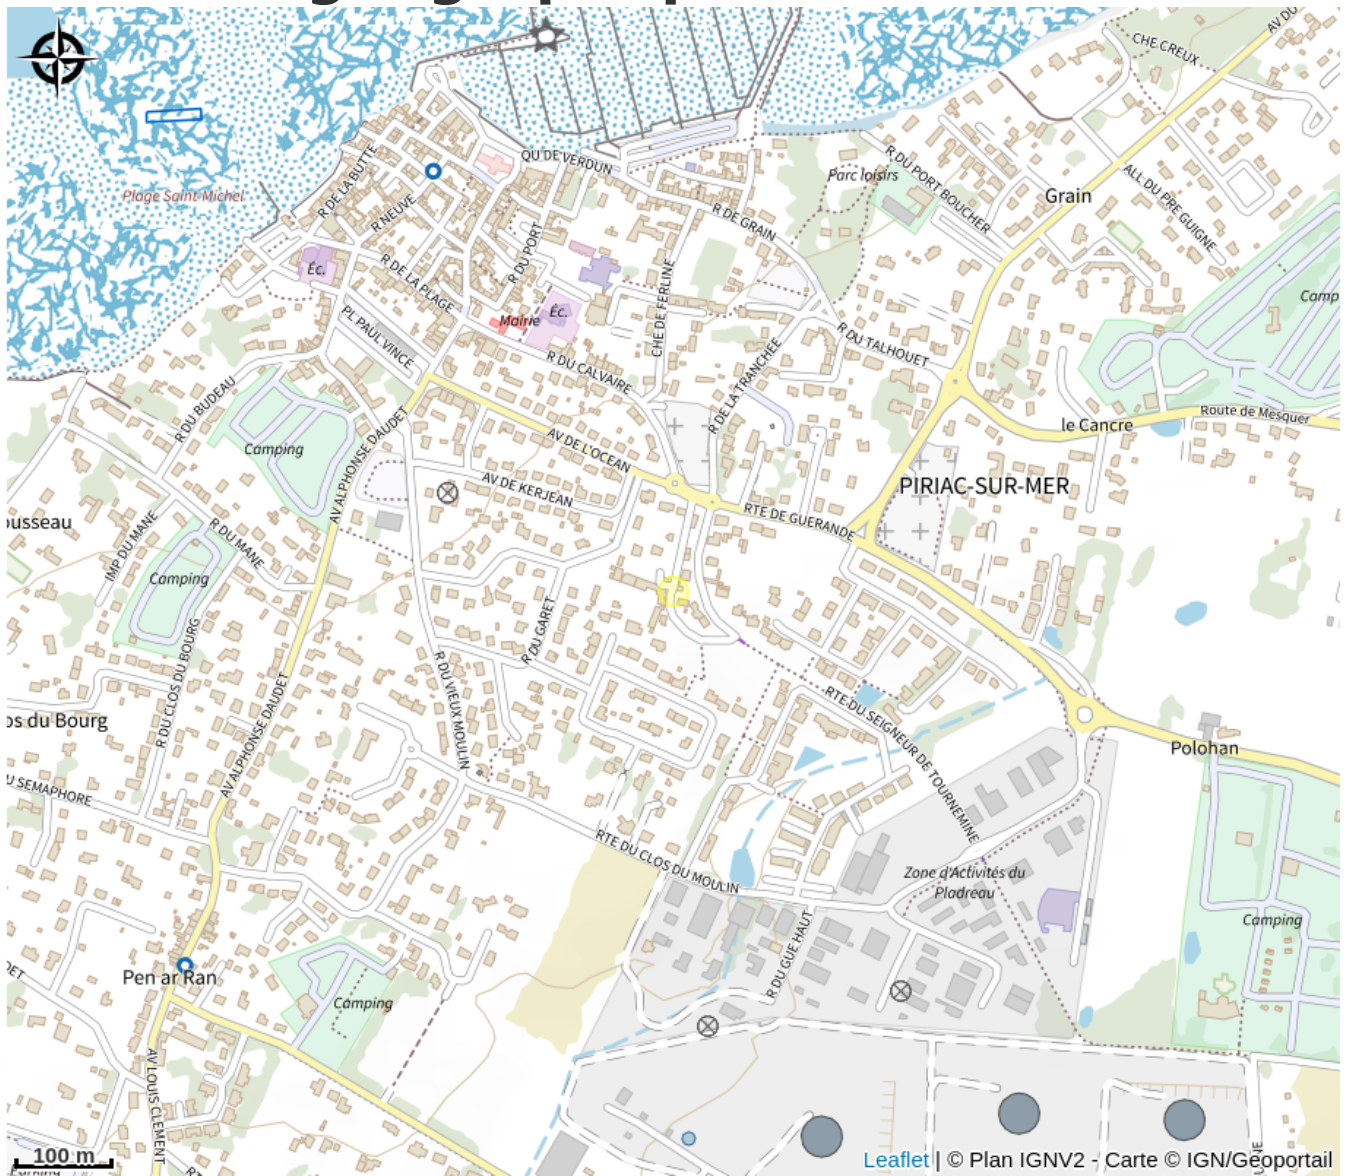 CHE CREUX
AV DU
QU DE VERDUN
R DE LA BUTTE
Plage Saint-Michel
R NEUVE
R DU PORT
R DE GRAIN
Parc loisirs
R DU PORT BOUCHER
Grain
ALL DU PRE GUIGNE
Éc.
R DE LA PLAGE
Mairie
Éc.
CHE DE FERLINE
Camp
PL PAUL VINCE
R DU CALVAIRE
R DE LA TRANCHEE
R DU TALHOUET
R DU BUDEAU
Route de Mesquer
le Cancre
Camping
AV ALPHONSE DAUDET
AV DE L'OCEAN
AV DE KERJEAN
PIRIAC-SUR-MER
RTE DE GUERANDE
ousseau
IMP DU MANE
R DU MANE
Camping
R DU GARET
R DU CLOS DU BOURG
R DU VIEUX MOULIN
AV ALPHONSE DAUDET
os du Bourg
RTE DU SEIGNEUR DE TOURNEMINE
Polohan
U SEMAPHORE
RTE DU CLOS DU MOULIN
Zone d'Activités du
Pladreau
Camping
R DU GUE HAUT
Pen ar Ran
DET
Camping
AV LOUIS CLEMENT
100 m
Leaflet | © Plan IGNV2 - Carte © IGN/Geoportail